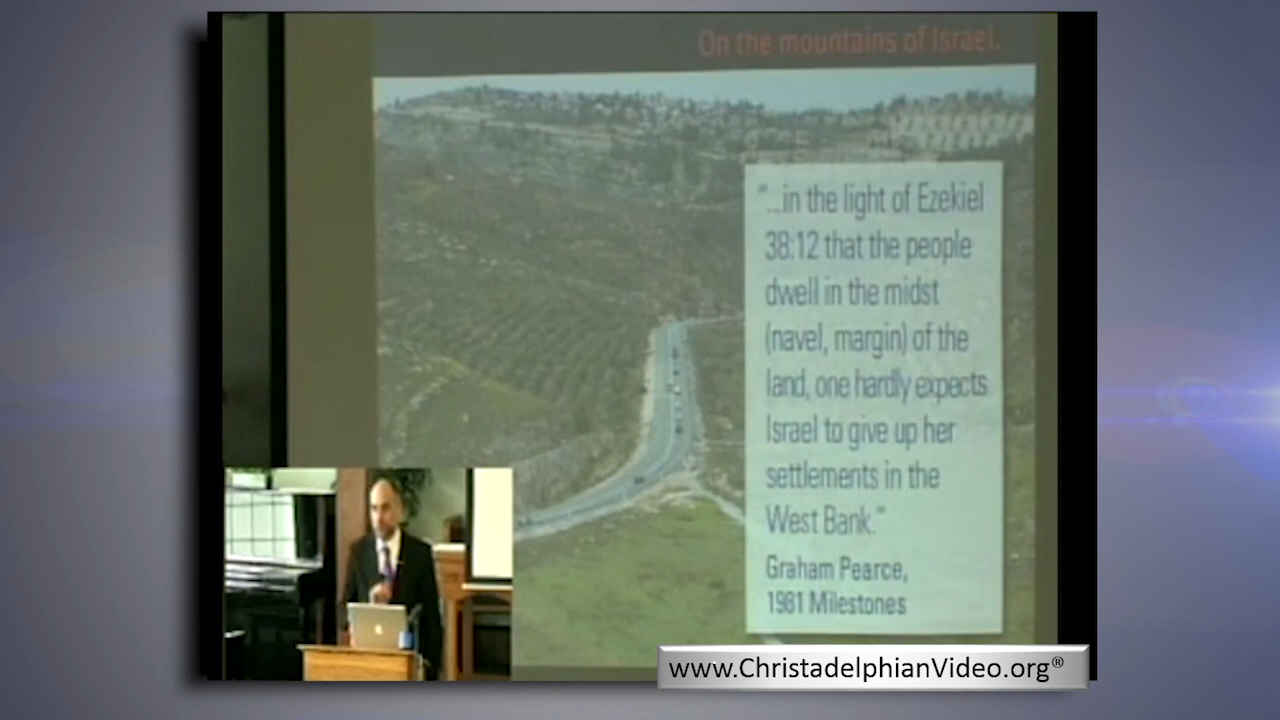 On the mountains of Israel.
“...in the light of Ezekiel
38:12 that the people
dwell in the midst
(navel, margin) of the
land, one hardly expects
Israel to give up her
settlements in the
West Bank.“
Graham Pearce,
1981 Milestones
www.ChristadelphianVideo.org®